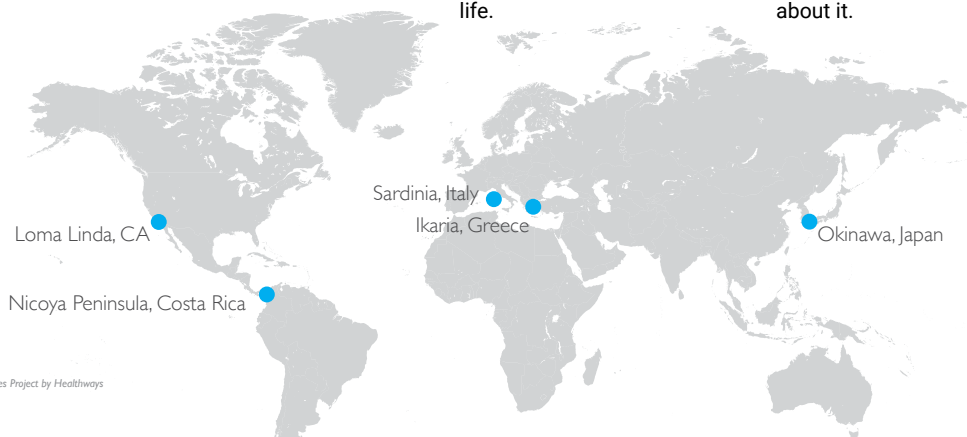 life.
about it.
Sardinia, Italy
Ikaria, Greece
Loma Linda, CA
Okinawa, Japan
Nicoya Peninsula, Costa Rica
es Project by Healthways